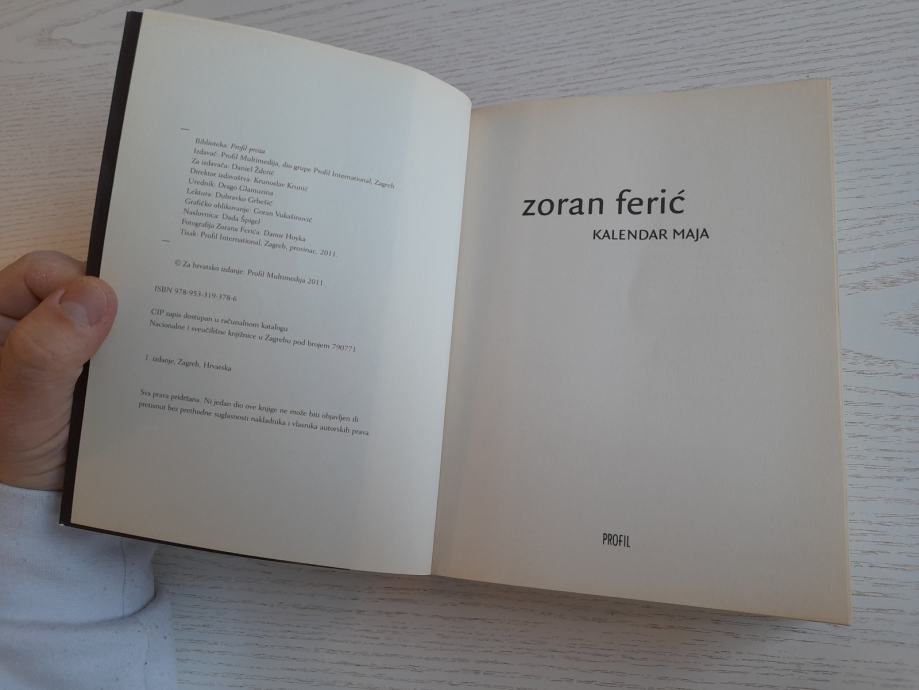 Biblioteka: Profil proza
Izdavač: Profil Multimedija, dio grupe Profil International, Zagreb
Za izdavača: Daniel Žderić
Direktor izdavaštva: Krunoslav Krunić
Urednik: Drago Glamuzina
Lektura: Dubravko Grbešić
Grafičko oblikovanje: Goran Vukašinović
Naslovnica: Dada Špigel
Fotografija Zorana Ferića: Damir Hoyka
Tisak: Profil International, Zagreb, prosinac, 2011.
© Za hrvatsko izdanje: Profil Multimedija 2011
ISBN 978-953-319-378-6
CIP zapis dostupan u računalnom katalogu
Nacionalne i sveučilišne knjižnice u Zagrebu pod brojem 790771
1. izdanje, Zagreb, Hrvatska
Sva prava pridržana. Ni jedan dio ove knjige ne može biti objavljen ili
pretisnut bez prethodne suglasnosti nakladnika i vlasnika autorskih prava
zoran ferić
KALENDAR MAJA
PROFIL